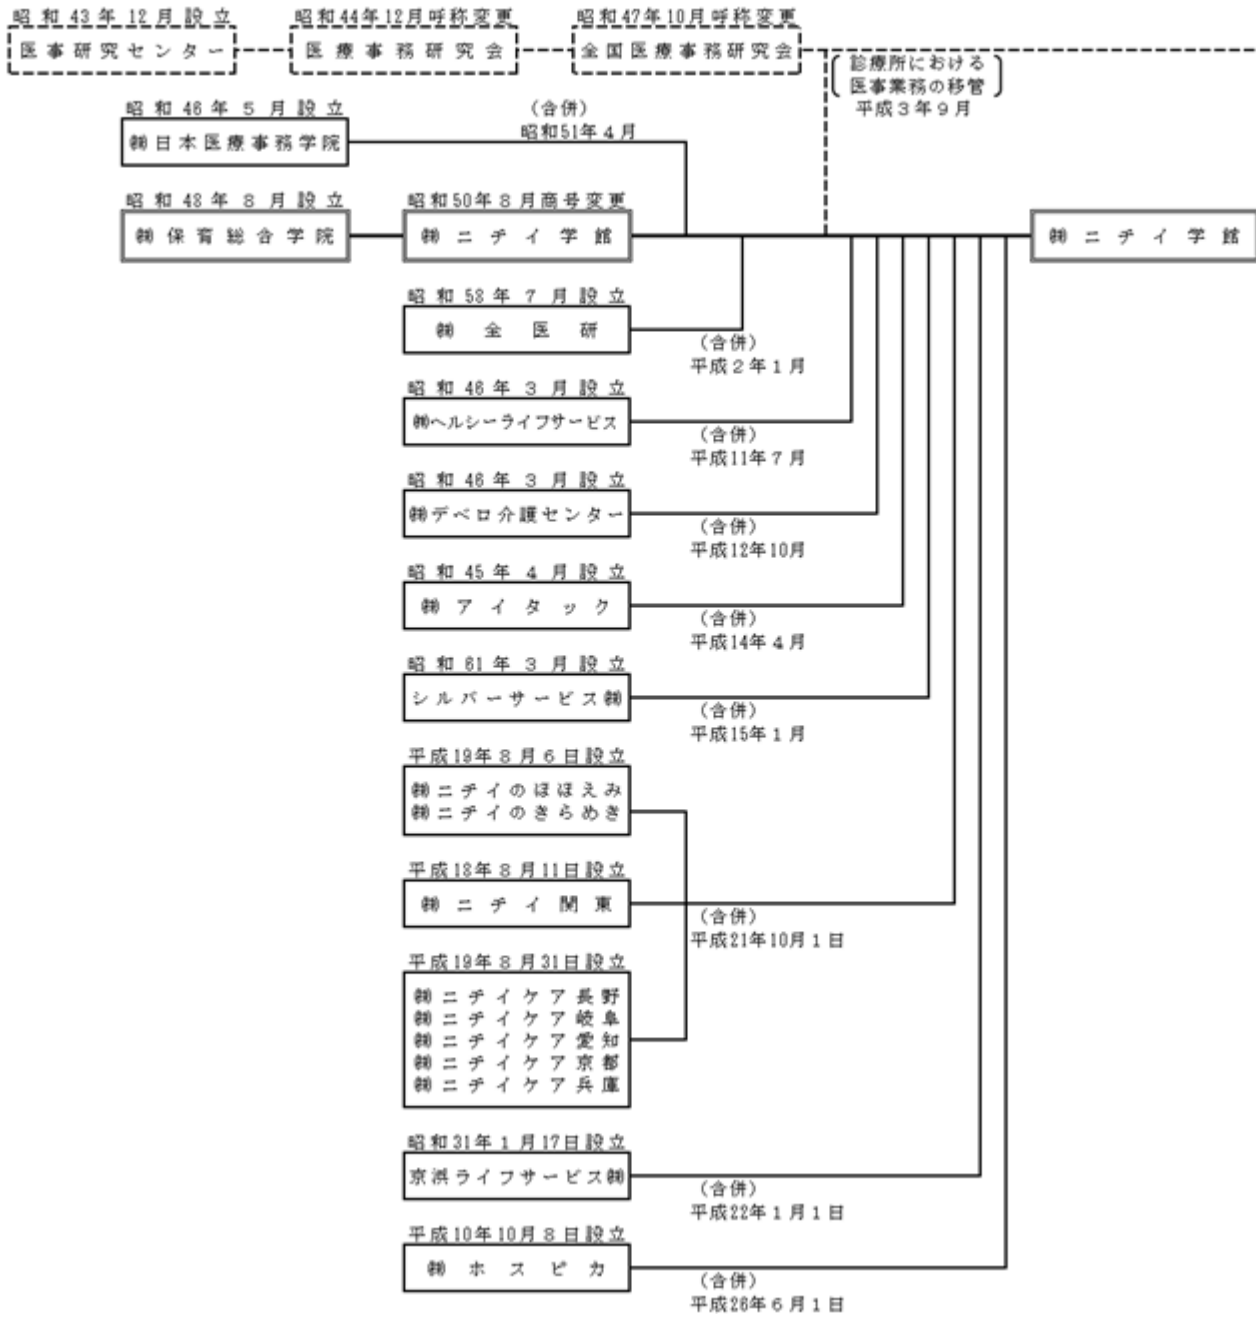 昭和43年12月設立
医事研究センター
昭和44年12月呼称変更
医療事務研究会
昭和47年10月呼称変更
全国医療事務研究会
診療所における
医事業務の移管
平成3年9月
昭和46年5月設立
㈱日本医療事務学院
(合併)
昭和51年4月
昭和48年8月設立
㈱保育総合学院
昭和50年8月商号変更
㈱ニチイ学館
㈱ニチイ学館
昭和58年7月設立
㈱全医研
(合併)
平成2年1月
昭和46年3月設立
㈱ヘルシーライフサービス
(合併)
平成11年7月
昭和46年3月設立
㈱デベロ介護センター
(合併)
平成12年10月
昭和45年4月設立
㈱アイタック
(合併)
平成14年4月
昭和61年3月設立
シルバーサービス㈱
(合併)
平成15年1月
平成19年8月6日設立
㈱ニチイのほほえみ
㈱ニチイのきらめき
平成18年8月11日設立
㈱ニチイ関東
(合併)
平成21年10月1日
平成19年8月31日設立
㈱ニチイケア長野
㈱ニチイケア岐阜
㈱ニチイケア愛知
㈱ニチイケア京都
㈱ニチイケア兵庫
昭和31年1月17日設立
京浜ライフサービス㈱
(合併)
平成22年1月1日
平成10年10月8日設立
㈱ホスピカ
(合併)
平成26年6月1日